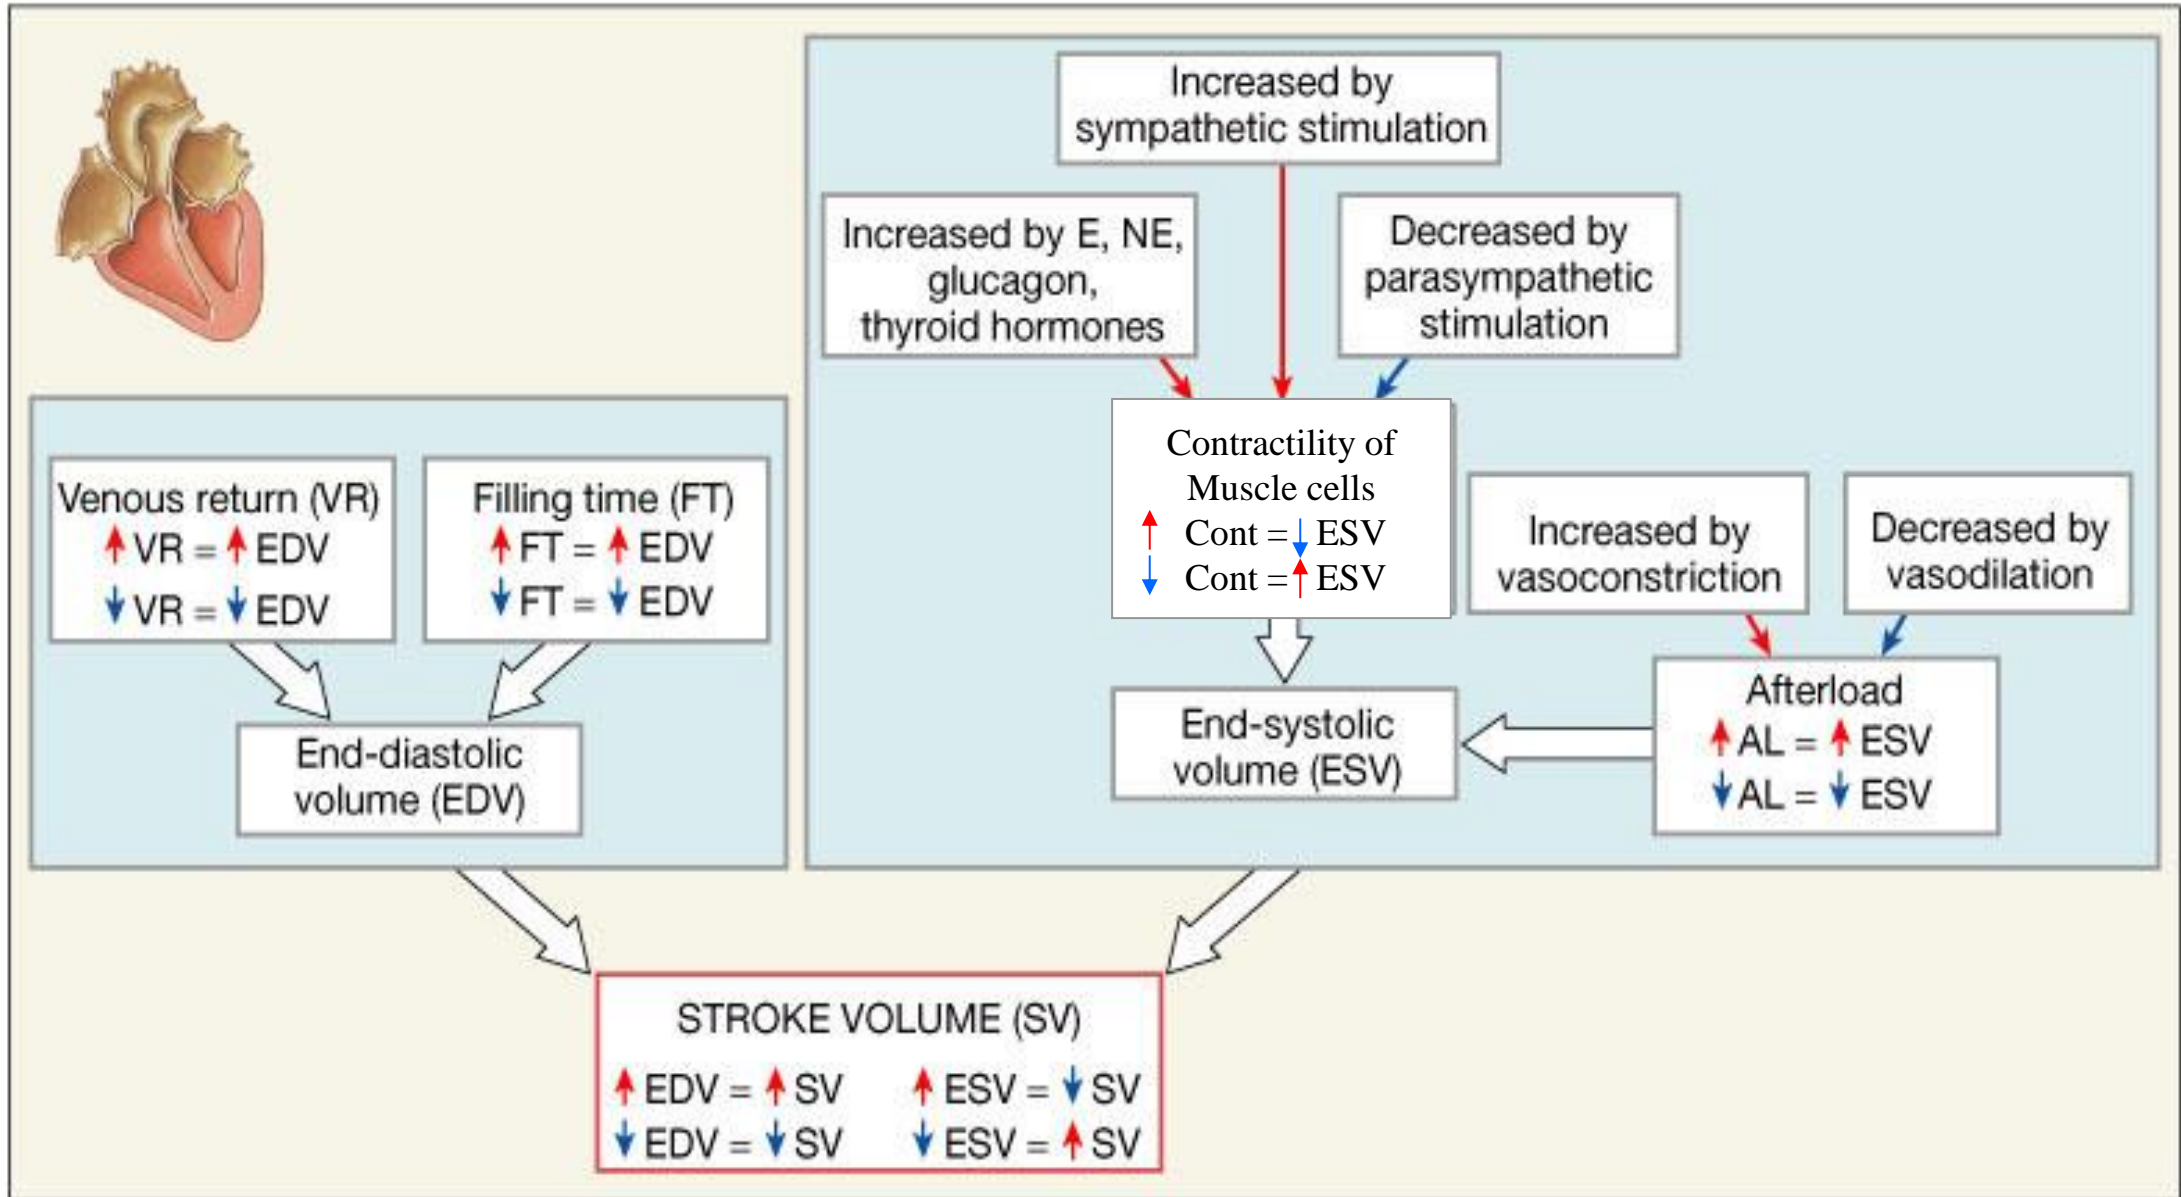 Increased by
sympathetic stimulation
Increased by E, NE,
glucagon,
thyroid hormones
Decreased by
parasympathetic
stimulation
Contractility of
Muscle cells
↑ Cont = ↓ ESV
↓ Cont = ↑ ESV
Venous return (VR)
↑ VR = ↑ EDV
↓ VR = ↓ EDV
Filling time (FT)
↑ FT = ↑ EDV
↓ FT = ↓ EDV
Increased by
vasoconstriction
Decreased by
vasodilation
End-diastolic
volume (EDV)
End-systolic
volume (ESV)
Afterload
↑ AL = ↑ ESV
↓ AL = ↓ ESV
STROKE VOLUME (SV)
↑ EDV = ↑ SV ↑ ESV = ↓ SV
↓ EDV = ↓ SV ↓ ESV = ↑ SV